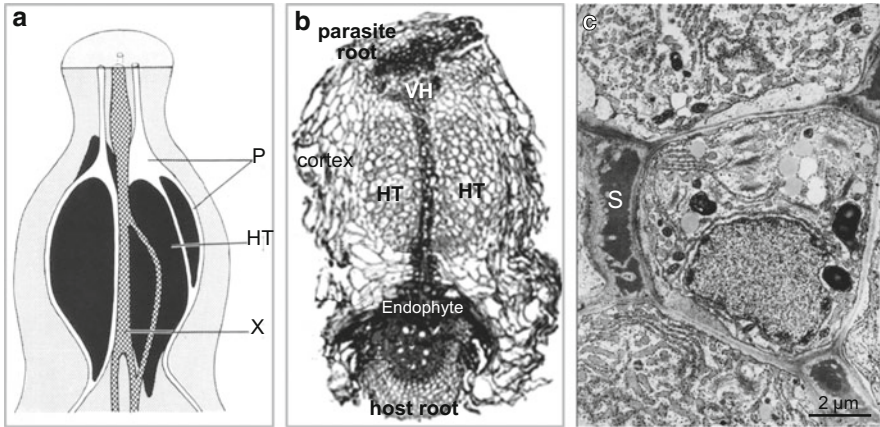 a
P
HT
X
b
parasite
root
VH
cortex
HT
HT
Endophyte
host root
c
S
2 µm